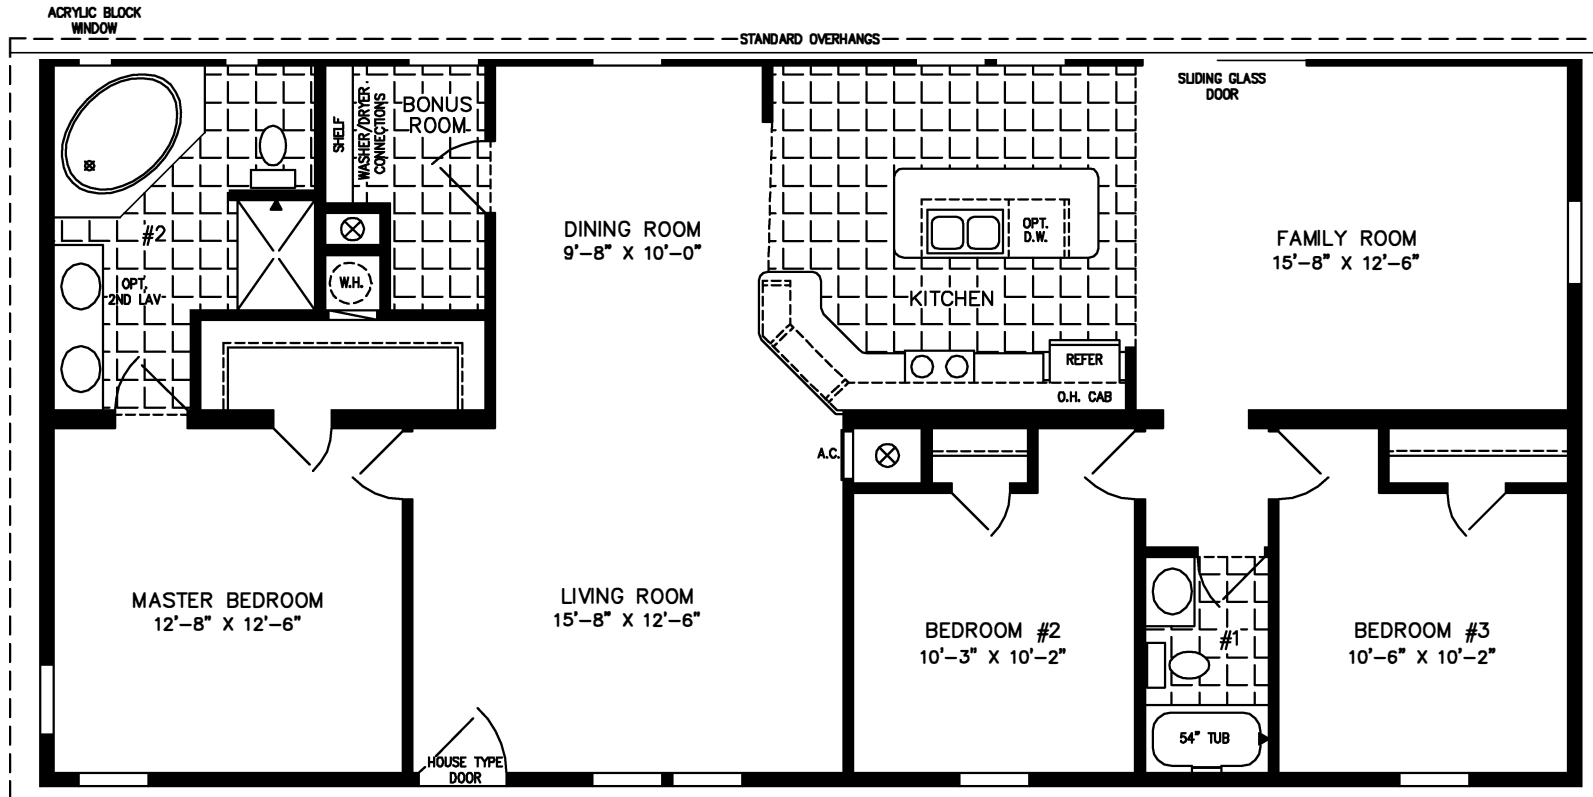 ACRYLIC BLOCK
WINDOW
STANDARD OVERHANGS
SLIDING GLASS
DOOR
BONUS
ROOM
SHELF
WASHER/DRYER
CONNECTIONS
#2
OPT,
2ND LAV
W.H.
DINING ROOM
9'-8" X 10'-0"
OPT.
D.W.
KITCHEN
REFER
O.H. CAB
FAMILY ROOM
15'-8" X 12'-6"
A.C.
MASTER BEDROOM
12'-8" X 12'-6"
LIVING ROOM
15'-8" X 12'-6"
BEDROOM #2
10'-3" X 10'-2"
#1
BEDROOM #3
10'-6" X 10'-2"
54" TUB
HOUSE TYPE
DOOR